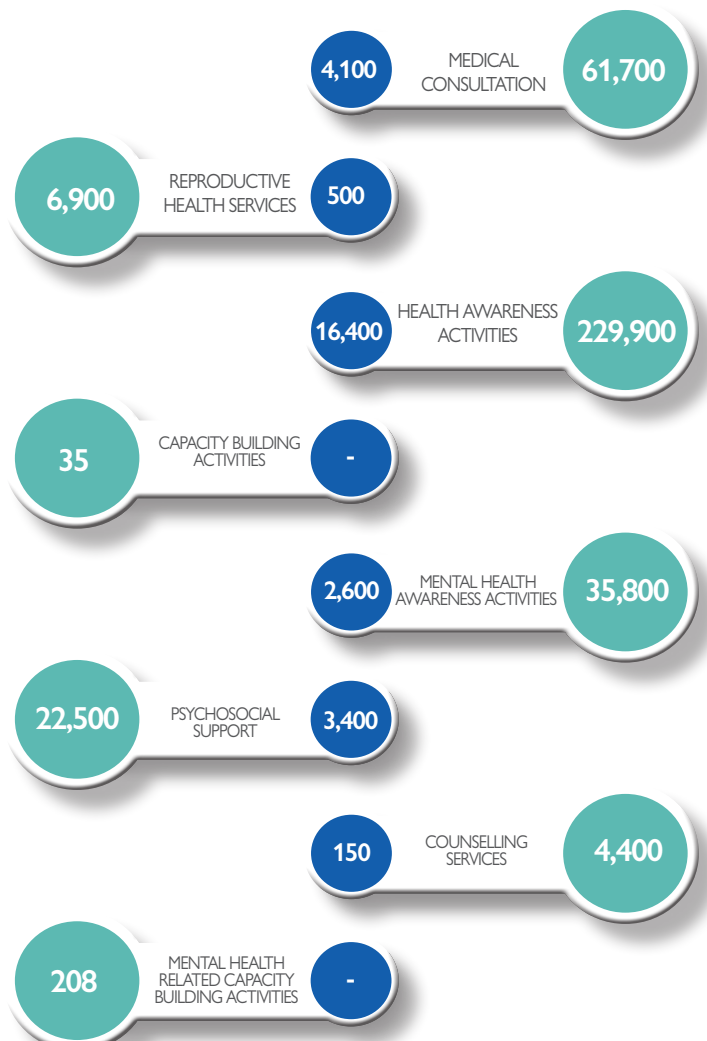 4,100
MEDICAL
CONSULTATION
61,700
6,900
REPRODUCTIVE
HEALTH SERVICES
500
16,400
HEALTH AWARENESS
ACTIVITIES
229,900
35
CAPACITY BUILDING
ACTIVITIES
-
2,600
MENTAL HEALTH
AWARENESS ACTIVITIES
35,800
22,500
PSYCHOSOCIAL
SUPPORT
3,400
150
COUNSELLING
SERVICES
4,400
208
MENTAL HEALTH
RELATED CAPACITY
BUILDING ACTIVITIES
-